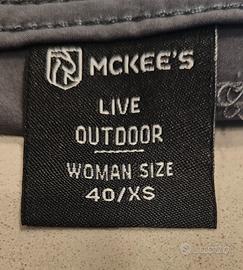 MCKEE'S
LIVE
OUTDOOR
WOMAN SIZE
40/XS